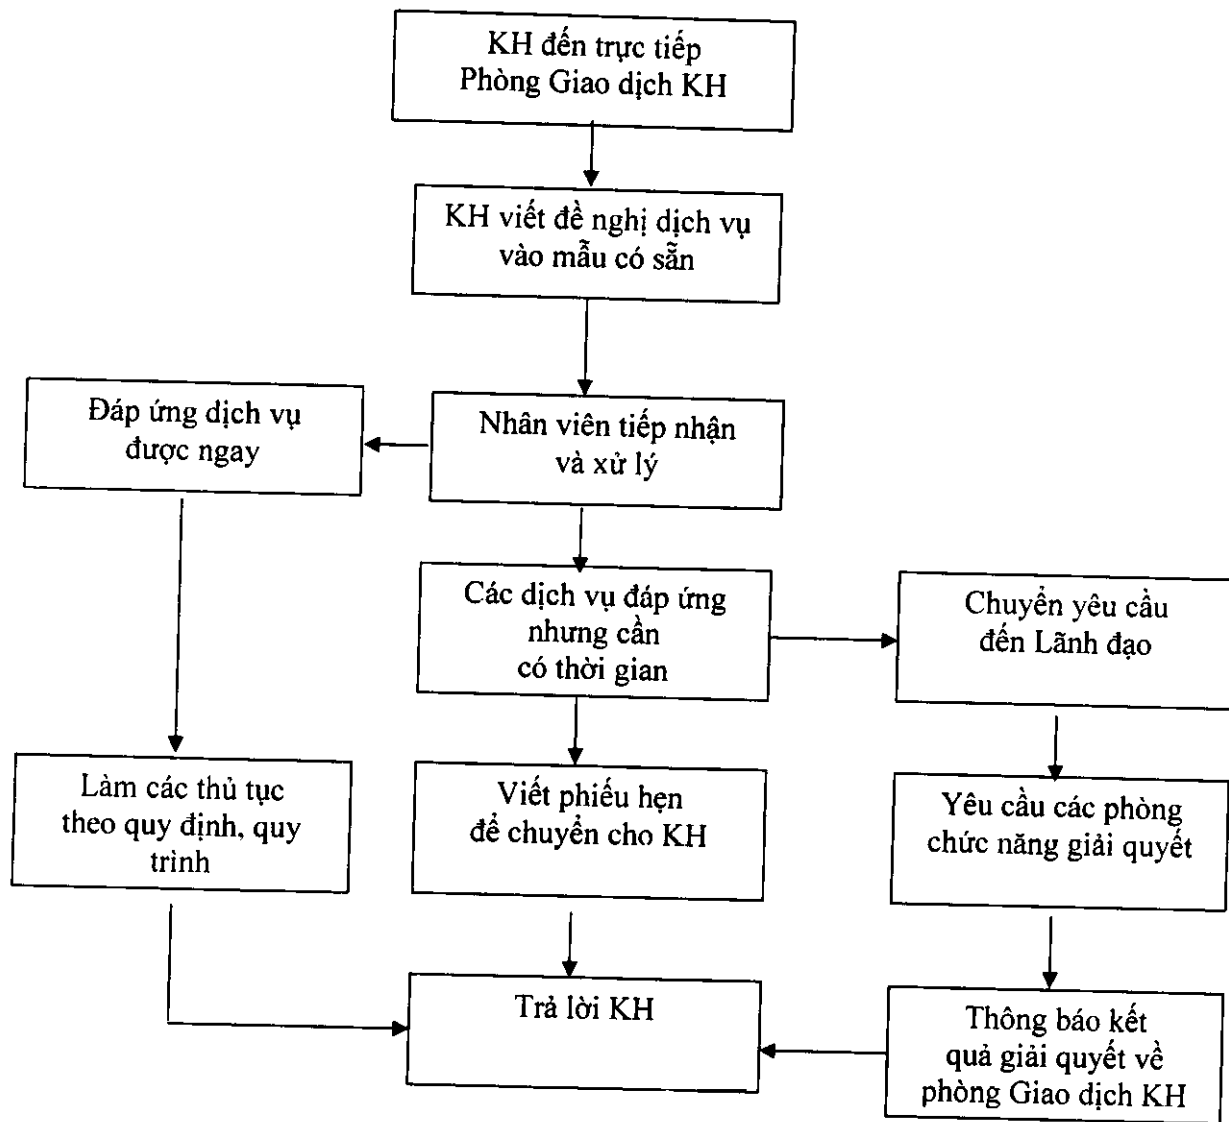 KH đến trực tiếp
Phòng Giao dịch KH
KH viết đề nghị dịch vụ
vào mẫu có sẵn
Đáp ứng dịch vụ
được ngay
Nhân viên tiếp nhận
và xử lý
Các dịch vụ đáp ứng
nhưng cần
có thời gian
Chuyển yêu cầu
đến Lãnh đạo
Làm các thủ tục
theo quy định, quy
trình
Viết phiếu hẹn
để chuyển cho KH
Yêu cầu các phòng
chức năng giải quyết
Trả lời KH
Thông báo kết
quả giải quyết về
phòng Giao dịch KH